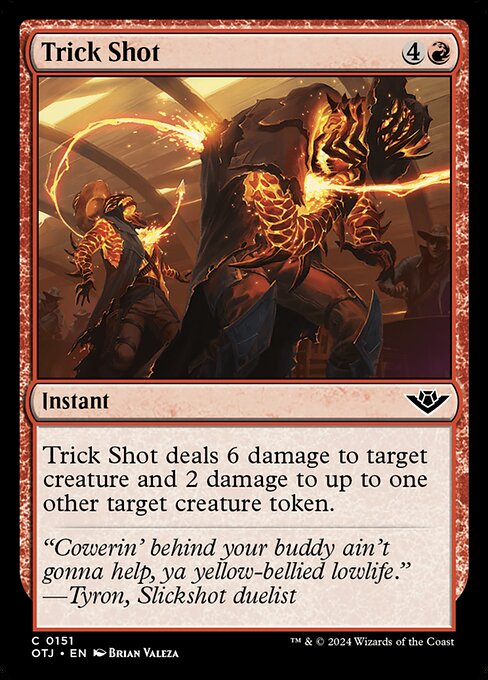 Trick Shot 4
Instant
Trick Shot deals 6 damage to target
creature and 2 damage to up to one
other target creature token.
“Cowerin’ behind your buddy ain’t
gonna help, ya yellow-bellied lowlife.”
—Tyron, Slickshot duelist
C 0151
OTJ • EN BRIAN VALEZA
™ & © 2024 Wizards of the Coast